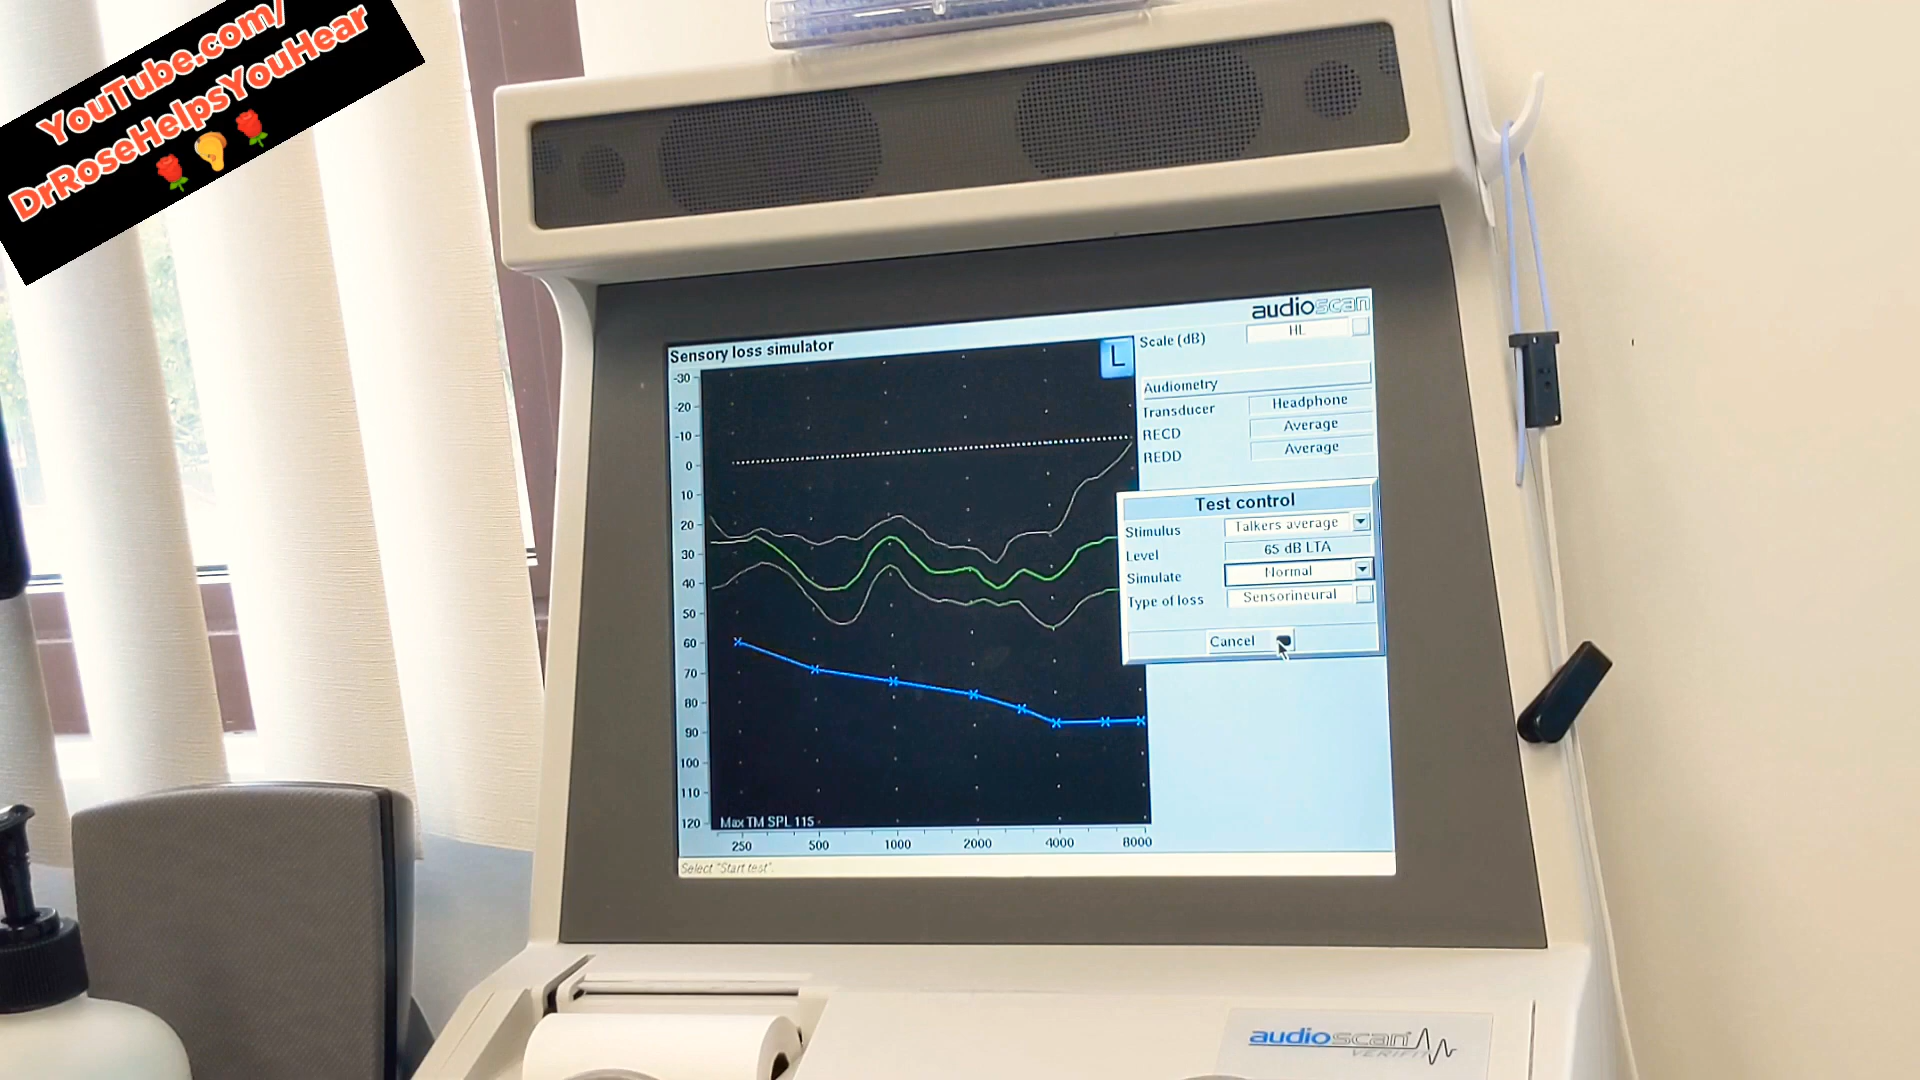 YouTube.com/
DrRoseHelpsYouHear
audioscan
Sensory loss simulator
L
Scale (dB) HL
Audiometry
Transducer Headphone
RECD Average
REDD Average
Test control
Stimulus Talkers average
Level 65 dB LTA
Simulate Normal
Type of loss Sensorineural
Cancel
-30
-20
-10
0
10
20
30
40
50
60
70
80
90
100
110
120
Max TM SPL 115
250 500 1000 2000 4000 8000
Select "Start test".
audioscan
VERIFIT